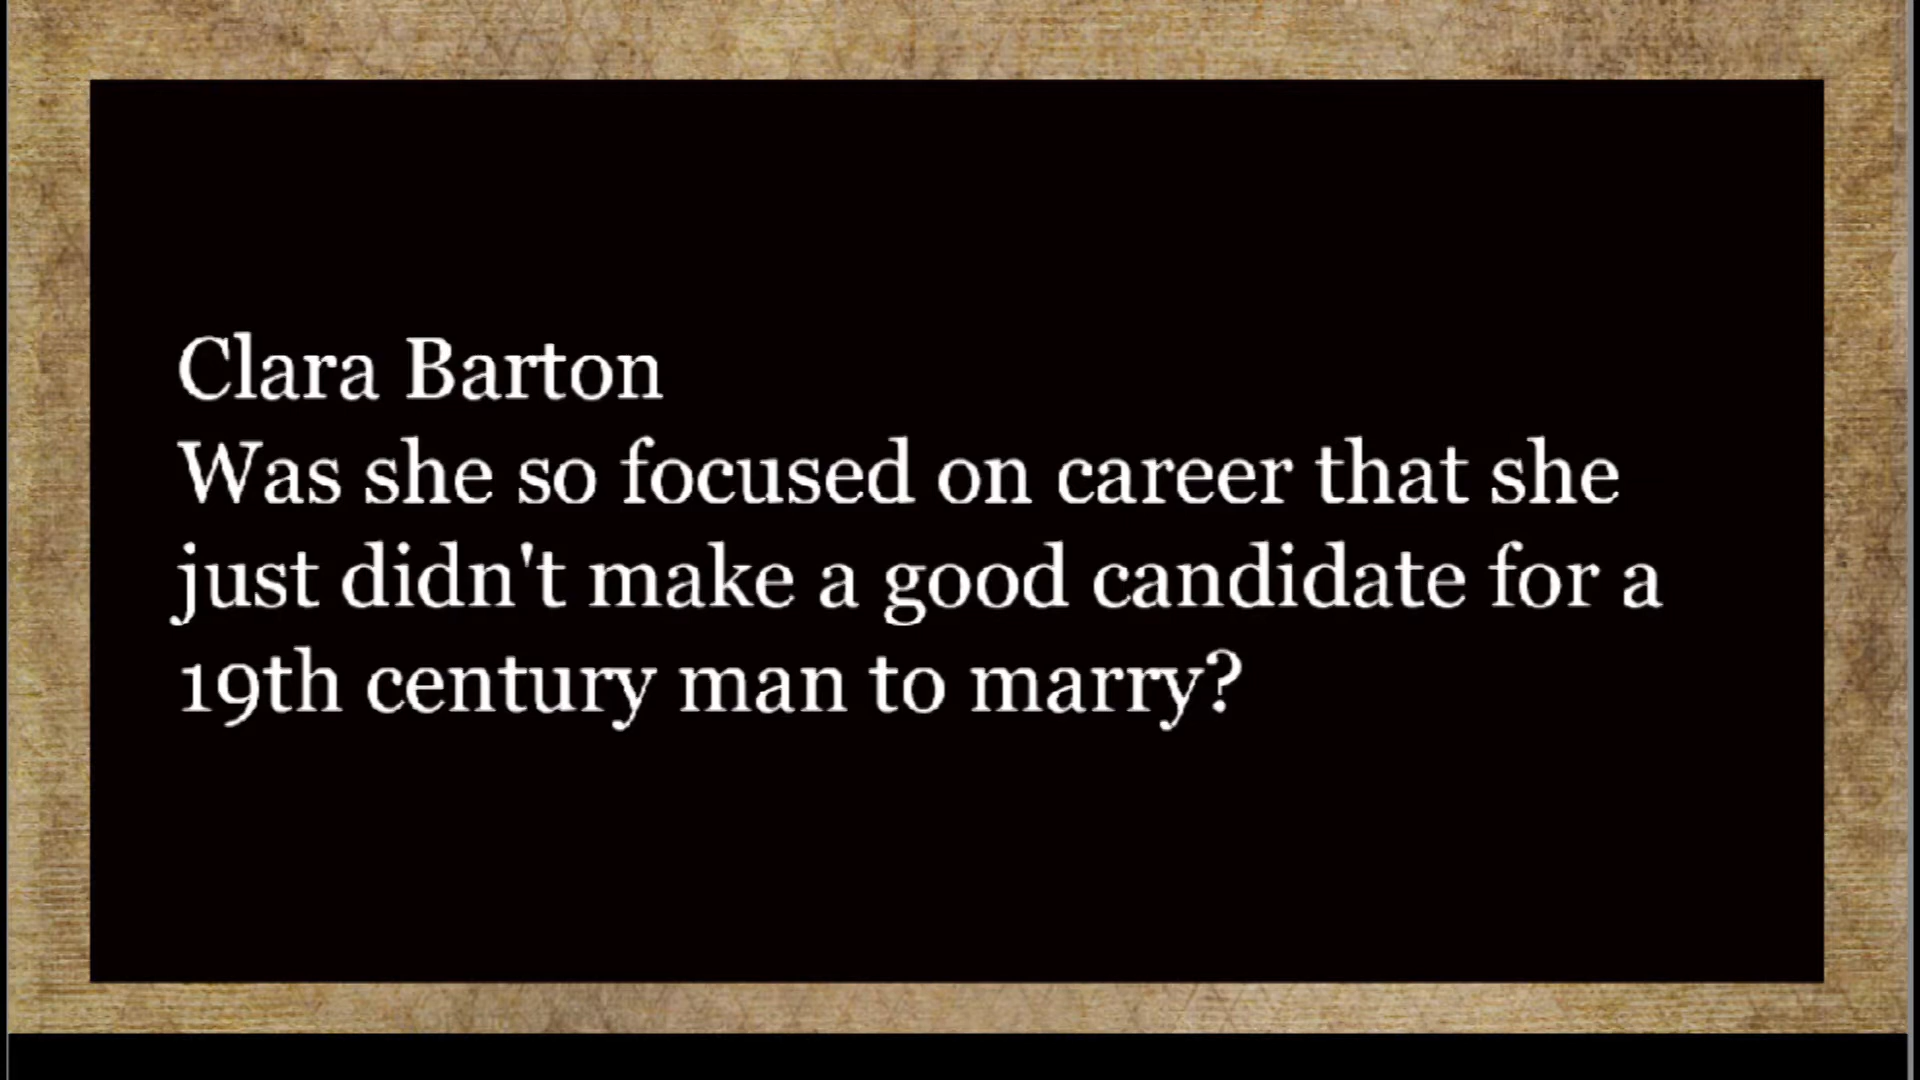 Clara Barton
Was she so focused on career that she
just didn't make a good candidate for a
19th century man to marry?